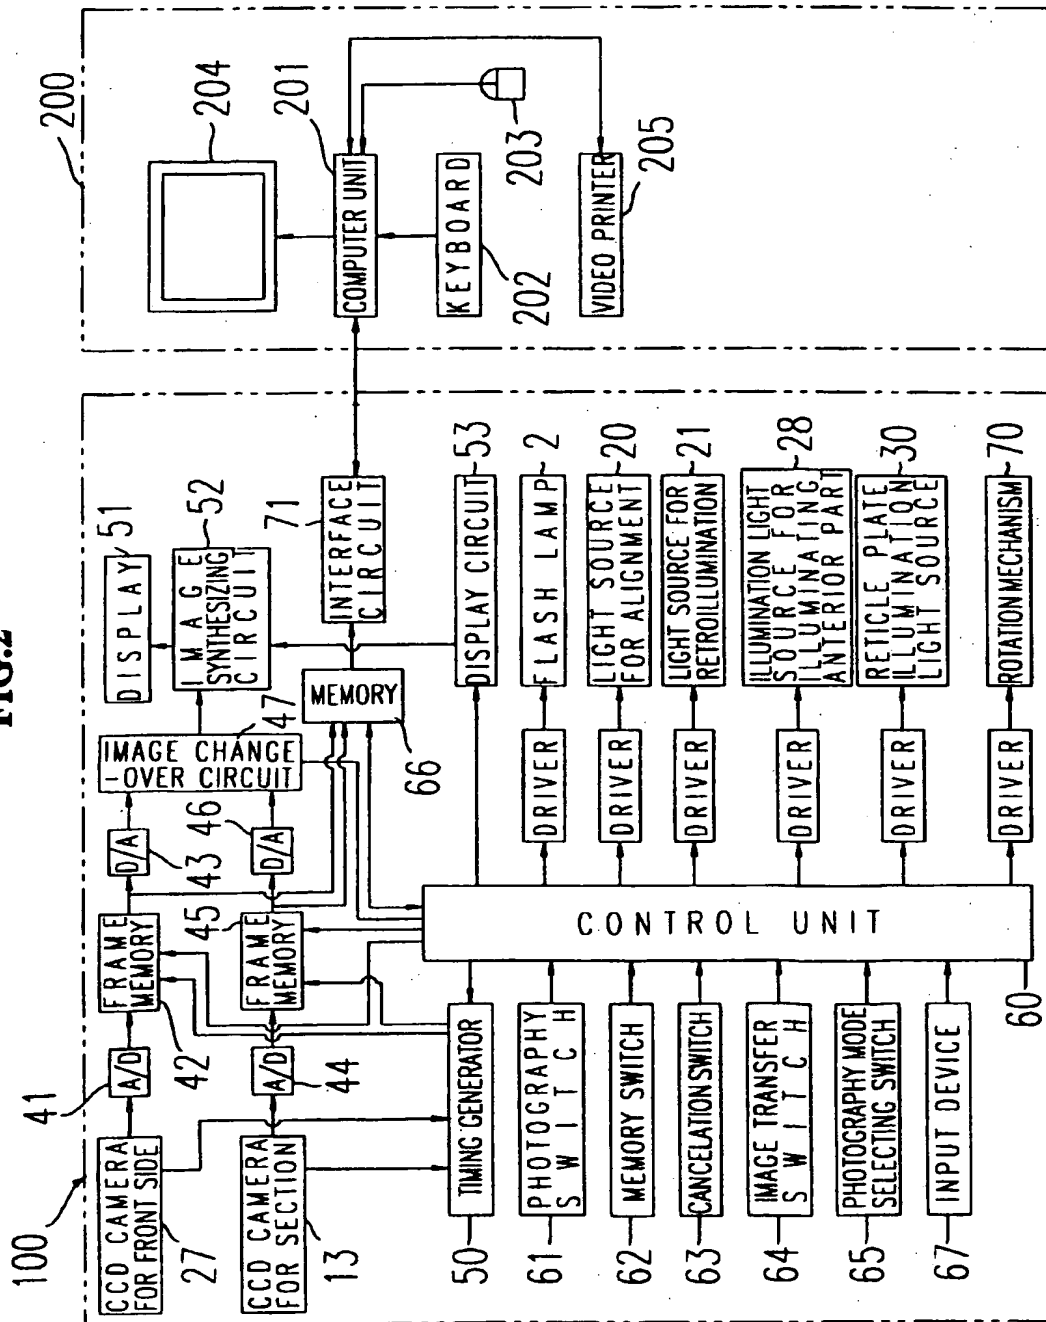 FIG.2
100
CCD CAMERA
FOR FRONT SIDE
27
41
A/D
FRAME
MEMORY
42
D/A
43
IMAGE CHANGE
-OVER CIRCUIT
47
DISPLAY
51
IMAGE
SYNTHESIZING
CIRCUIT
52
CCD CAMERA
FOR SECTION
13
A/D
44
FRAME
MEMORY
45
D/A
46
MEMORY
66
INTERFACE
CIRCUIT
71
TIMING GENERATOR
50
PHOTOGRAPHY
SWITCH
61
MEMORY SWITCH
62
CANCELATION SWITCH
63
IMAGE TRANSFER
SWITCH
64
PHOTOGRAPHY MODE
SELECTING SWITCH
65
INPUT DEVICE
67
CONTROL UNIT
60
DISPLAY CIRCUIT
53
DRIVER
FLASH LAMP
2
DRIVER
LIGHT SOURCE
FOR ALIGNMENT
20
DRIVER
LIGHT SOURCE FOR
RETROILLUMINATION
21
DRIVER
ILLUMINATION LIGHT
SOURCE FOR
ILLUMINATING
ANTERIOR PART
28
DRIVER
RETICLE PLATE
ILLUMINATION
LIGHT SOURCE
30
DRIVER
ROTATION MECHANISM
70
200
204
COMPUTER UNIT
201
KEYBOARD
202
203
VIDEO PRINTER
205